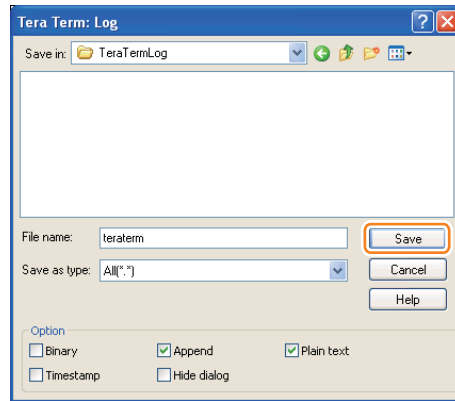 Tera Term: Log
Save in: TeraTermLog
File name: teraterm Save
Save as type: All(*.*) Cancel
Help
Option
Binary Append Plain text
Timestamp Hide dialog